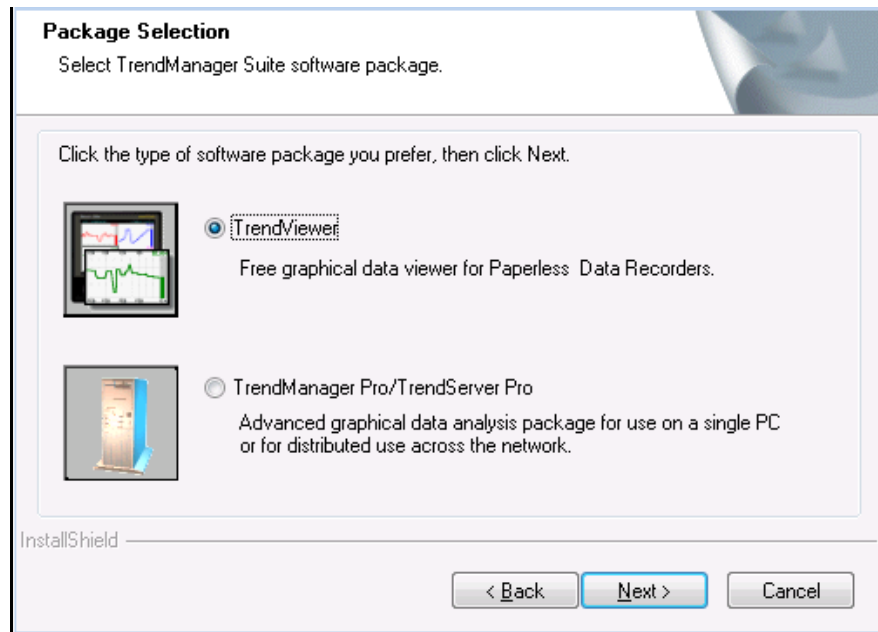 Package Selection
Select TrendManager Suite software package.
Click the type of software package you prefer, then click Next.
TrendViewer
Free graphical data viewer for Paperless Data Recorders.
TrendManager Pro/TrendServer Pro
Advanced graphical data analysis package for use on a single PC
or for distributed use across the network.
InstallShield
< Back
Next >
Cancel